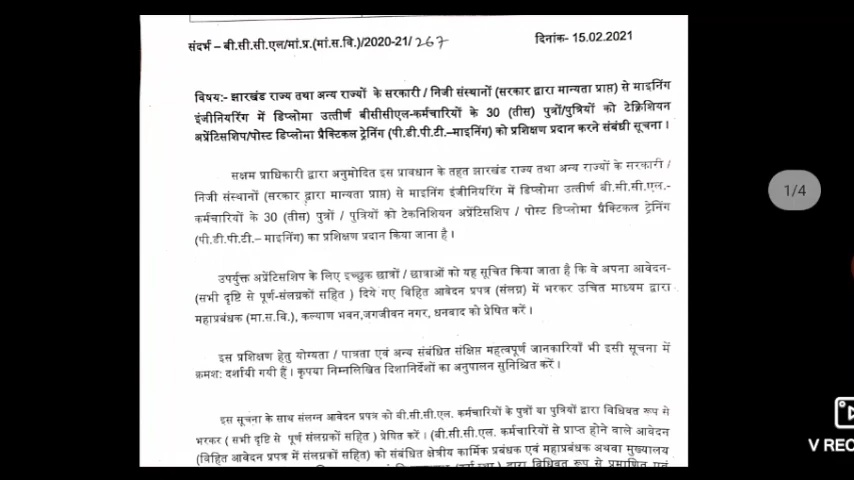 संदर्भ – बी.सी.सी.एल/मां.प्र.(मां.स.वि.)/2020-21/ 267
दिनांक- 15.02.2021
विषय:- झारखंड राज्य तथा अन्य राज्यों के सरकारी / निजी संस्थानों (सरकार द्वारा मान्यता प्राप्त) से माइनिंग
इंजीनियरिंग में डिप्लोमा उत्तीर्ण बीसीसीएल-कर्मचारियों के 30 (तीस) पुत्रों/पुत्रियों को टेक्निशियन
अप्रेंटिसशिप/पोस्ट डिप्लोमा प्रैक्टिकल ट्रेनिंग (पी.डी.पी.टी.–माइनिंग) को प्रशिक्षण प्रदान करने संबंधी सूचना।
सक्षम प्राधिकारी द्वारा अनुमोदित इस प्रावधान के तहत झारखंड राज्य तथा अन्य राज्यों के सरकारी /
निजी संस्थानों (सरकार द्वारा मान्यता प्राप्त) से माइनिंग इंजीनियरिंग में डिप्लोमा उत्तीर्ण बी.सी.सी.एल.-
कर्मचारियों के 30 (तीस) पुत्रों / पुत्रियों को टेकनिशियन अप्रेंटिसशिप / पोस्ट डिप्लोमा प्रैक्टिकल ट्रेनिंग
(पी.डी.पी.टी.– माइनिंग) का प्रशिक्षण प्रदान किया जाना है।
उपर्युक्त अप्रेंटिसशिप के लिए इच्छुक छात्रों / छात्राओं को यह सूचित किया जाता है कि वे अपना आवेदन-
(सभी दृष्टि से पूर्ण-संलग्रकों सहित ) दिये गए विहित आवेदन प्रपत्र (संलग्र) में भरकर उचित माध्यम द्वारा
महाप्रबंधक (मा.स.वि.), कल्याण भवन,जगजीवन नगर, धनबाद को प्रेषित करें।
इस प्रशिक्षण हेतु योग्यता / पात्रता एवं अन्य संबंधित संक्षिप्त महत्वपूर्ण जानकारियाँ भी इसी सूचना में
क्रमश: दर्शायी गयी हैं। कृपया निम्नलिखित दिशानिर्देशों का अनुपालन सुनिश्चित करें।
इस सूचना के साथ संलग्न आवेदन प्रपत्र को बी.सी.सी.एल. कर्मचारियों के पुत्रों या पुत्रियों द्वारा विधिवत रूप से
भरकर ( सभी दृष्टि से पूर्ण संलग्रकों सहित ) प्रेषित करें। (बी.सी.सी.एल. कर्मचारियों से प्राप्त होने वाले आवेदन
(विहित आवेदन प्रपत्र में संलग्रकों सहित) को संबंधित क्षेत्रीय कार्मिक प्रबंधक एवं महाप्रबंधक अथवा मुख्यालय
द्वारा विधिवत रूप से प्रमाणित एवं
1/4
V REC